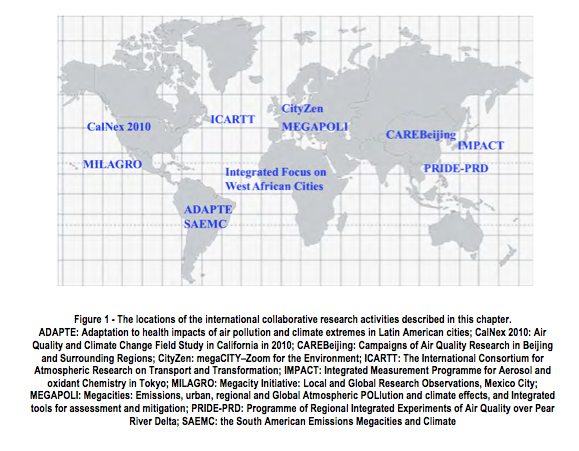 CityZen
ICARTT
MEGAPOLI
CalNex 2010
CAREBeijing
IMPACT
MILAGRO
PRIDE-PRD
Integrated Focus on
West African Cities
ADAPTE
SAEMC
Figure 1 - The locations of the international collaborative research activities described in this chapter.
ADAPTE: Adaptation to health impacts of air pollution and climate extremes in Latin American cities; CalNex 2010: Air
Quality and Climate Change Field Study in California in 2010; CAREBeijing: Campaigns of Air Quality Research in Beijing
and Surrounding Regions; CityZen: megaCITY–Zoom for the Environment; ICARTT: The International Consortium for
Atmospheric Research on Transport and Transformation; IMPACT: Integrated Measurement Programme for Aerosol and
oxidant Chemistry in Tokyo; MILAGRO: Megacity Initiative: Local and Global Research Observations, Mexico City;
MEGAPOLI: Megacities: Emissions, urban, regional and Global Atmospheric POLlution and climate effects, and Integrated
tools for assessment and mitigation; PRIDE-PRD: Programme of Regional Integrated Experiments of Air Quality over Pear
River Delta; SAEMC: the South American Emissions Megacities and Climate